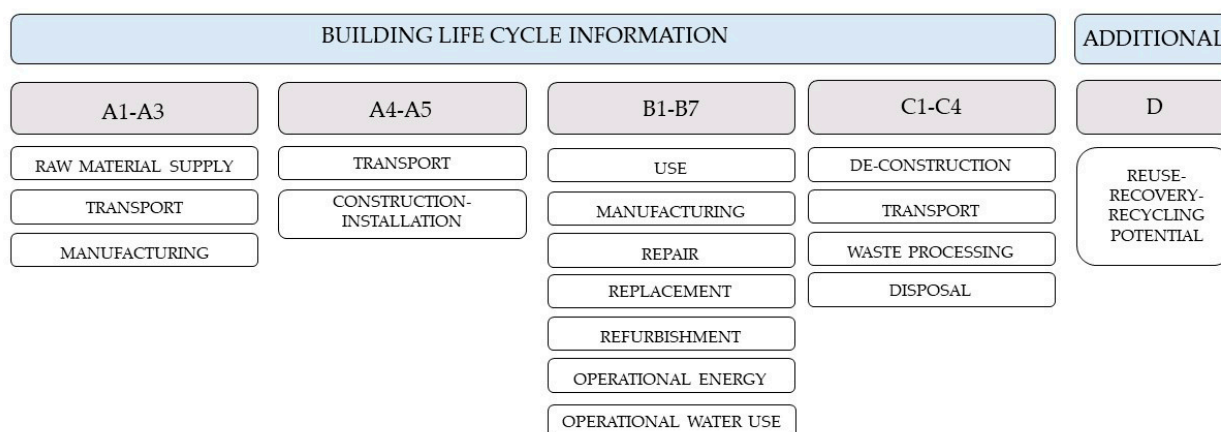 BUILDING LIFE CYCLE INFORMATION
ADDITIONAL
A1-A3
A4-A5
B1-B7
C1-C4
D
RAW MATERIAL SUPPLY
TRANSPORT
MANUFACTURING
TRANSPORT
CONSTRUCTION-
INSTALLATION
USE
MANUFACTURING
REPAIR
REPLACEMENT
REFURBISHMENT
OPERATIONAL ENERGY
OPERATIONAL WATER USE
DE-CONSTRUCTION
TRANSPORT
WASTE PROCESSING
DISPOSAL
REUSE-
RECOVERY-
RECYCLING
POTENTIAL